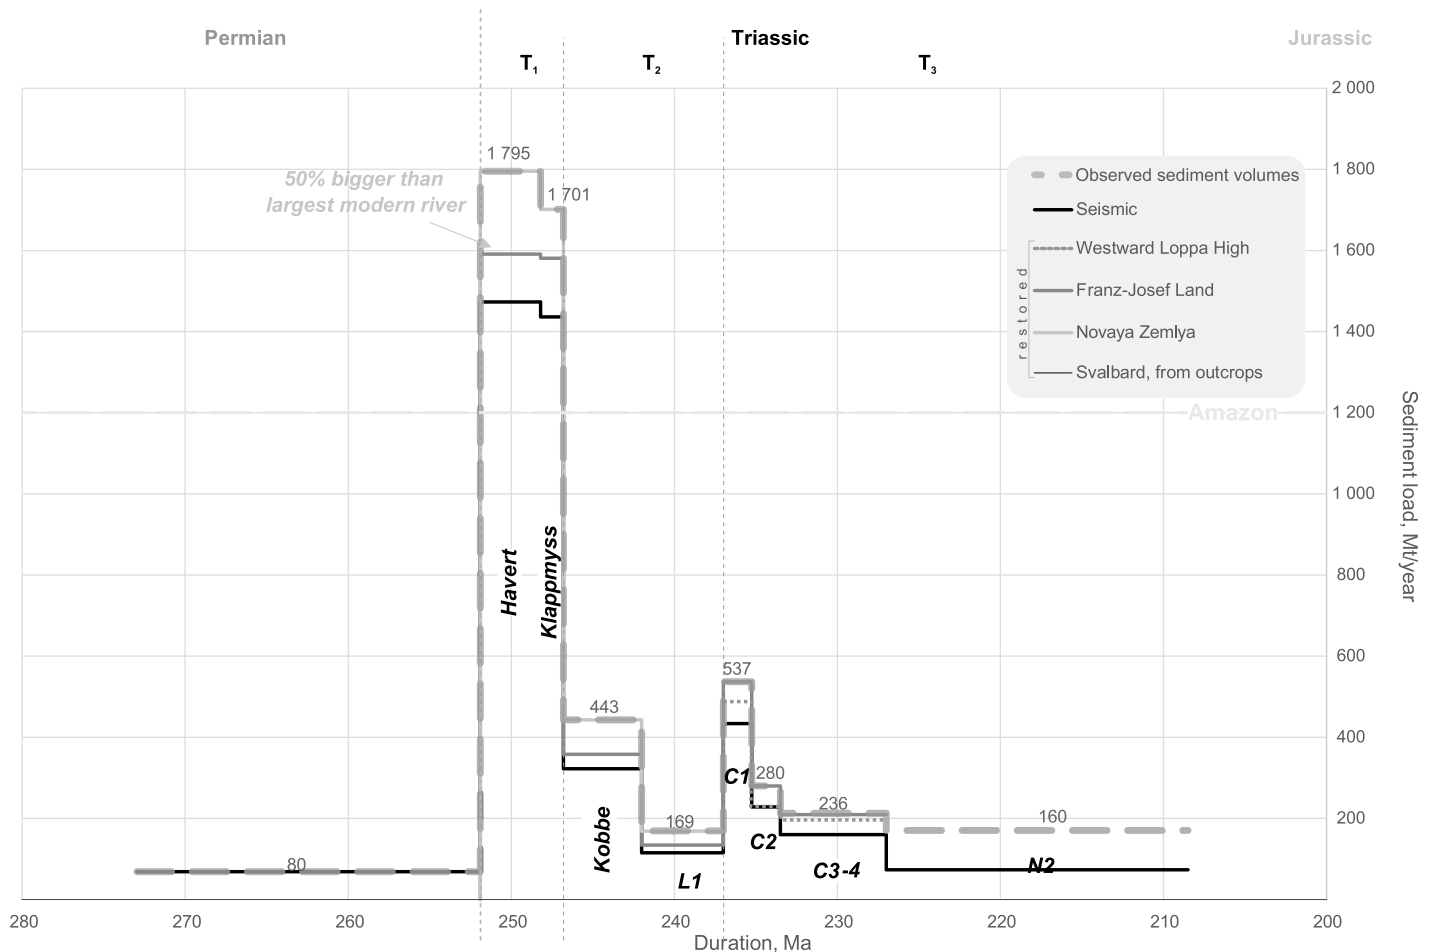 Permian
Triassic
Jurassic
T1
T2
T3
2 000
1 800
1 600
1 400
1 200
1 000
800
600
400
200
Sediment load, Mt/year
1 795
1 701
50% bigger than
largest modern river
Observed sediment volumes
Seismic
Westward Loppa High
Franz-Josef Land
Novaya Zemlya
Svalbard, from outcrops
restored
Amazon
Havert
Klappmyss
537
443
C1
280
236
160
169
Kobbe
C2
80
L1
C3-4
N2
280
270
260
250
240
230
220
210
200
Duration, Ma